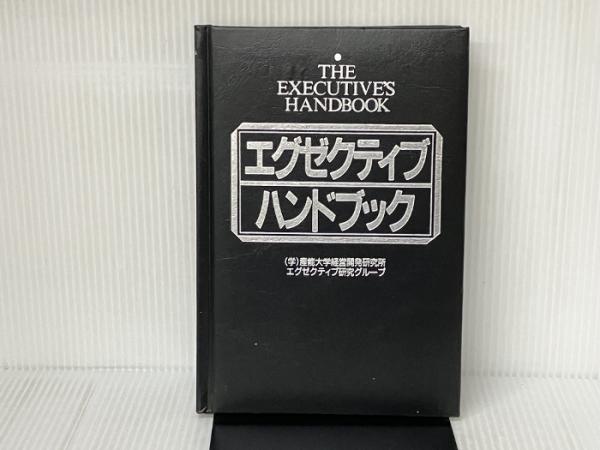 THE
EXECUTIVE'S
HANDBOOK
エグゼクティブ
ハンドブック
(学)産能大学経営開発研究所
エグゼクティブ研究グループ